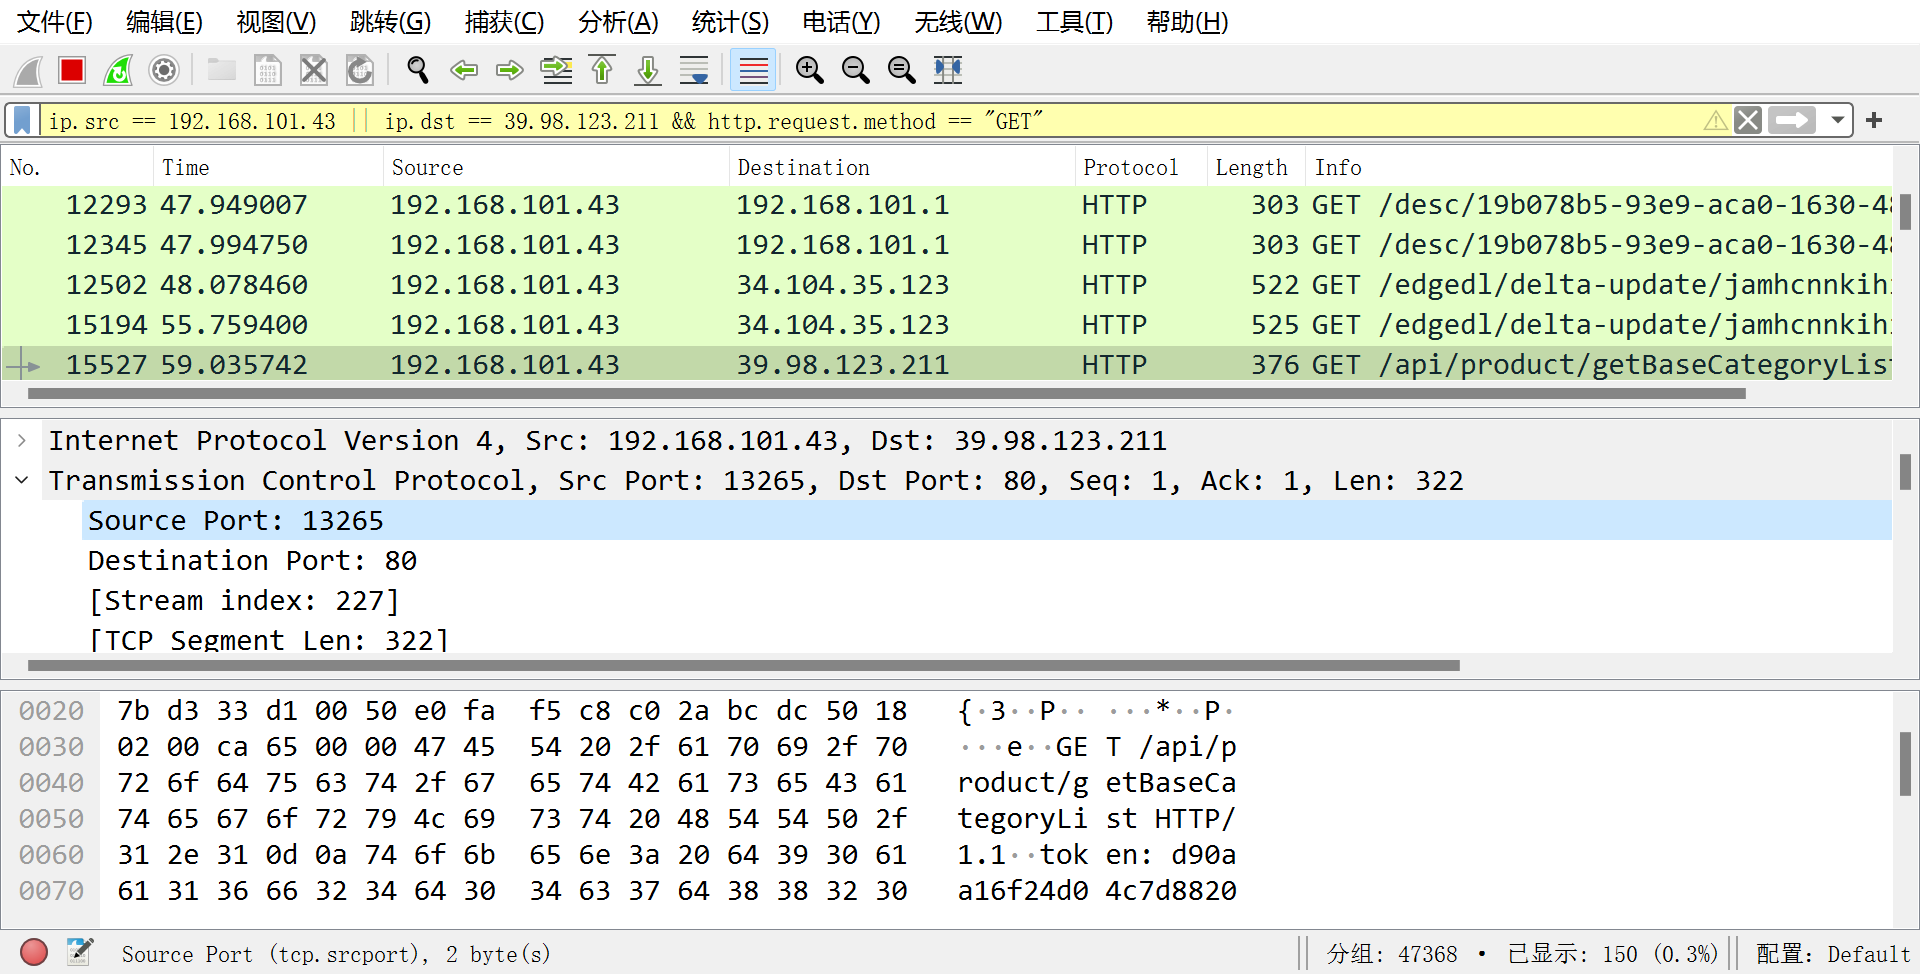 文件(F) 编辑(E) 视图(V) 跳转(G) 捕获(C) 分析(A) 统计(S) 电话(Y) 无线(W) 工具(T) 帮助(H)
ip.src == 192.168.101.43 || ip.dst == 39.98.123.211 && http.request.method == "GET"
No. Time Source Destination Protocol Length Info
12293 47.949007 192.168.101.43 192.168.101.1 HTTP 303 GET /desc/19b078b5-93e9-aca0-1630-48
12345 47.994750 192.168.101.43 192.168.101.1 HTTP 303 GET /desc/19b078b5-93e9-aca0-1630-48
12502 48.078460 192.168.101.43 34.104.35.123 HTTP 522 GET /edgedl/delta-update/jamhcnnkihi
15194 55.759400 192.168.101.43 34.104.35.123 HTTP 525 GET /edgedl/delta-update/jamhcnnkihi
15527 59.035742 192.168.101.43 39.98.123.211 HTTP 376 GET /api/product/getBaseCategoryLis
Internet Protocol Version 4, Src: 192.168.101.43, Dst: 39.98.123.211
Transmission Control Protocol, Src Port: 13265, Dst Port: 80, Seq: 1, Ack: 1, Len: 322
Source Port: 13265
Destination Port: 80
[Stream index: 227]
[TCP Segment Len: 322]
0020 7b d3 33 d1 00 50 e0 fa f5 c8 c0 2a bc dc 50 18 {·3··P·· ···*··P·
0030 02 00 ca 65 00 00 47 45 54 20 2f 61 70 69 2f 70 ···e··GE T /api/p
0040 72 6f 64 75 63 74 2f 67 65 74 42 61 73 65 43 61 roduct/g etBaseCa
0050 74 65 67 6f 72 79 4c 69 73 74 20 48 54 54 50 2f tegoryLi st HTTP/
0060 31 2e 31 0d 0a 74 6f 6b 65 6e 3a 20 64 39 30 61 1.1··tok en: d90a
0070 61 31 36 66 32 34 64 30 34 63 37 64 38 38 32 30 a16f24d0 4c7d8820
Source Port (tcp.srcport), 2 byte(s) 分组: 47368 · 已显示: 150 (0.3%) 配置: Default